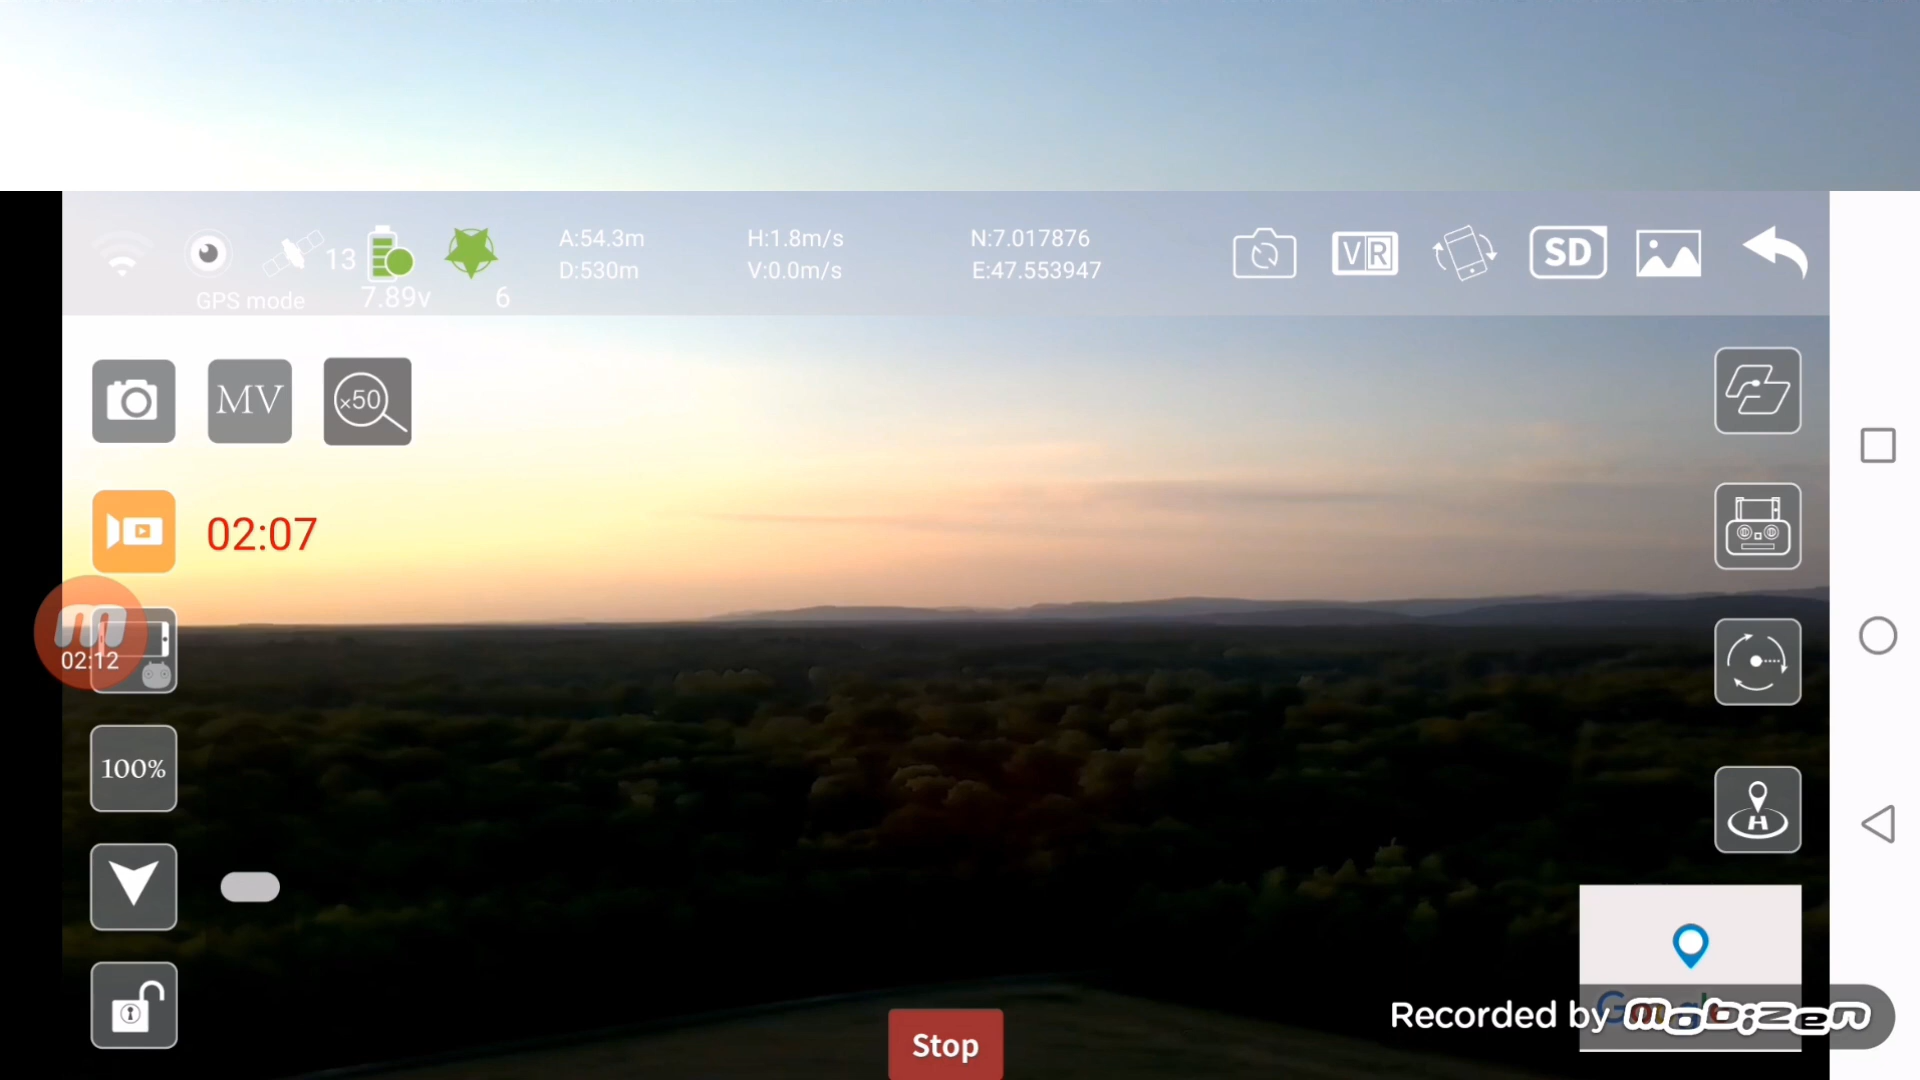 A:54.3m
H:1.8m/s
N:7.017876
13
D:530m
V:0.0m/s
E:47.553947
VR
SD
GPS mode
7.89v
6
MV
x50
02:07
02:12
100%
H
Stop
Recorded by mobizen